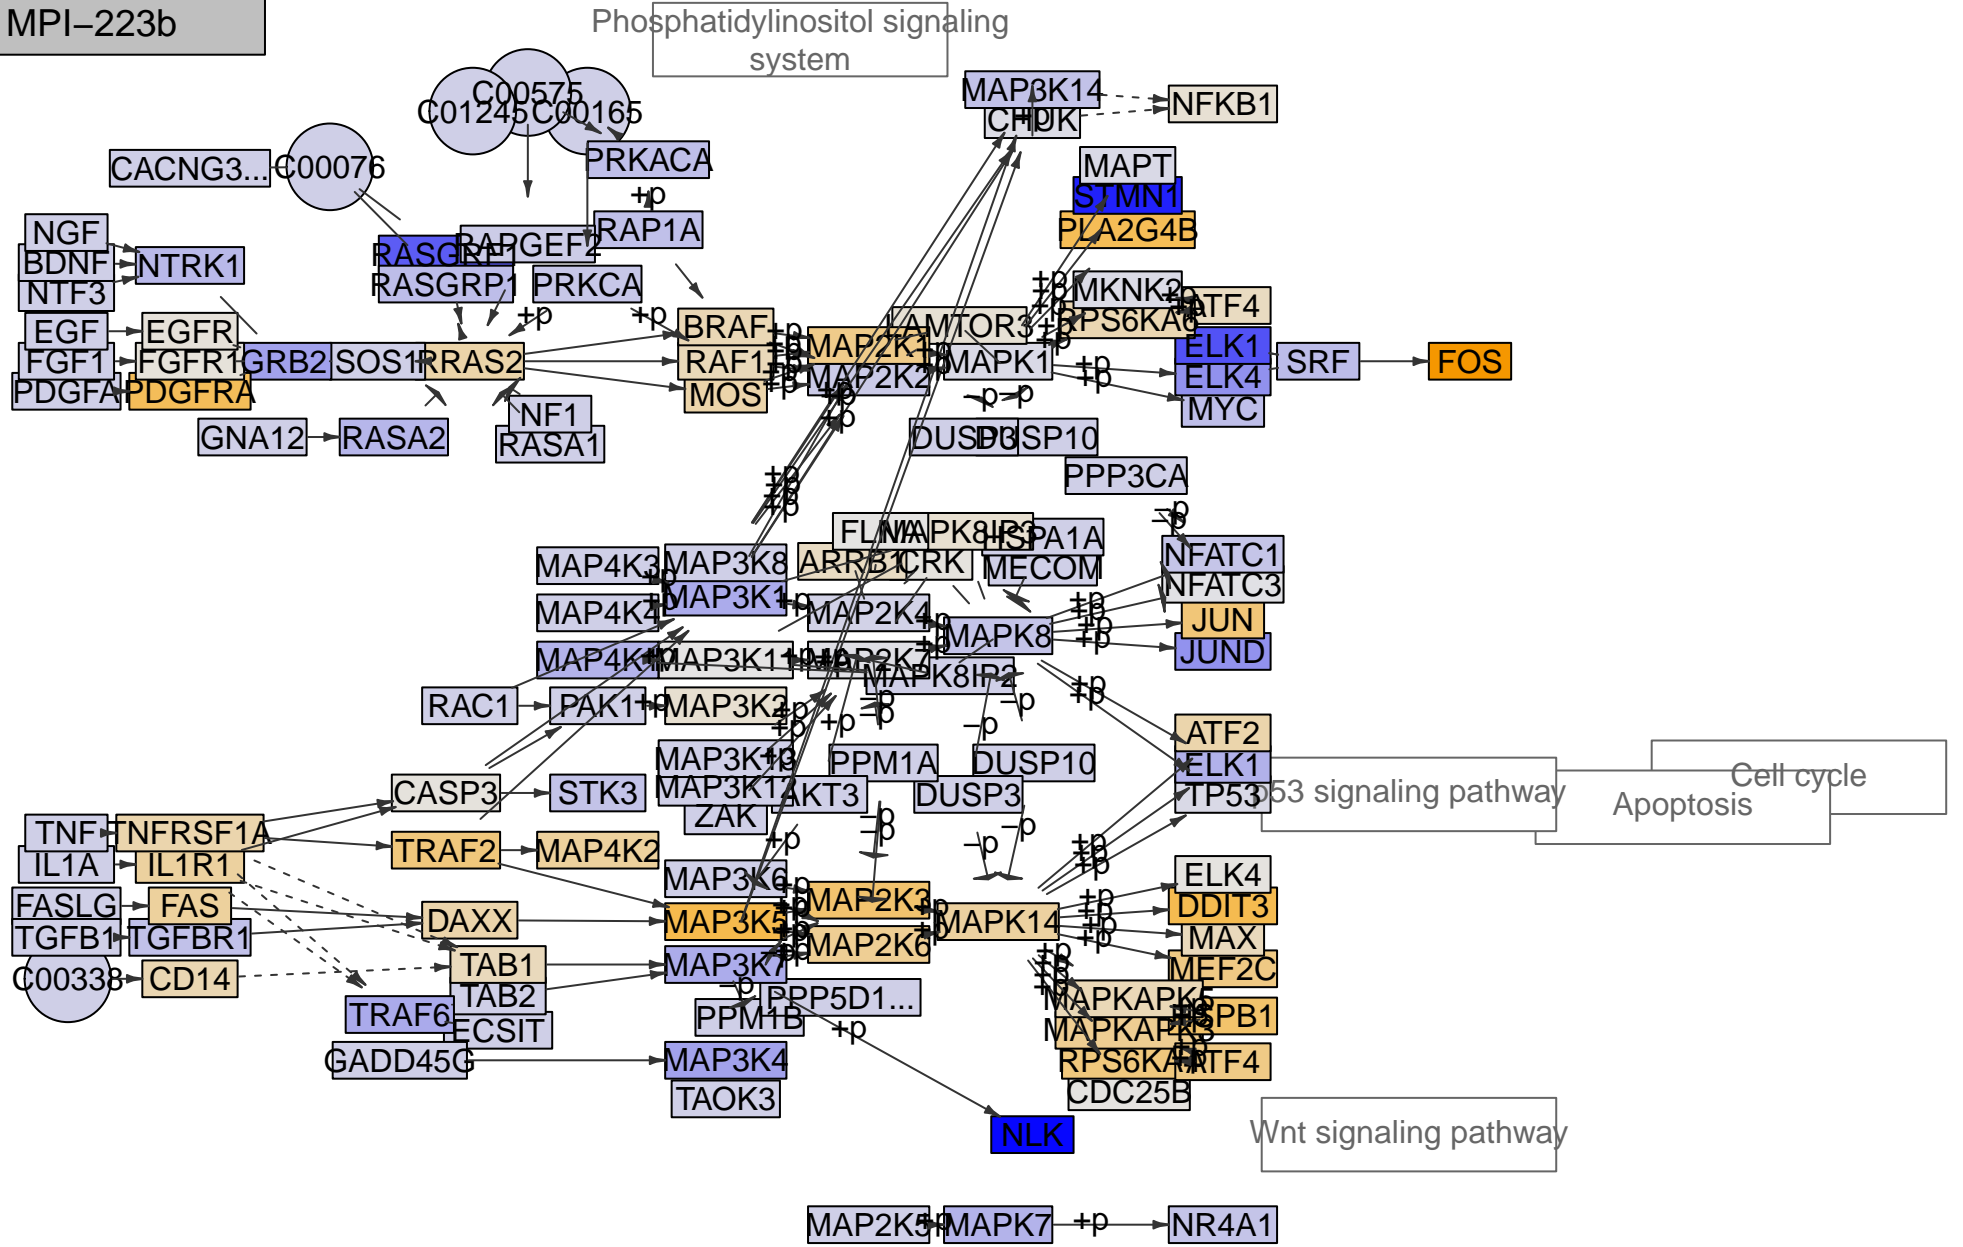 MPI−223b
Phosphatidylinositol signaling
system
C00575
C01245
C00165
MAP3K14
NFKB1
CHUK
+p
CACNG3...
C00076
PRKACA
MAPT
+p
STMN1
NGF
RAP1A
PLA2G4B
BDNF
NTRK1
RASGRF1
RAPGEF2
NTF3
RASGRP1
PRKCA
MKNK2
ATF4
EGF
EGFR
+p
+p
BRAF
LAMTOR3
RPS6KA6
FGF1
FGFR1
GRB2
SOS1
RRAS2
RAF1
MAP2K1
MAPK1
ELK1
SRF
FOS
PDGFA
PDGFRA
MOS
MAP2K2
+p
+p
ELK4
MYC
NF1
−p
−p
GNA12
RASA2
RASA1
DUSP3
DUSP10
PPP3CA
+p
+p
+p
−p
−p
FLNA
MAPK8IP3
HSPA1A
NFATC1
MAP4K3
MAP3K8
ARRB1
CRK
MECOM
NFATC3
MAP4K4
MAP3K1
+p
MAP2K4
+p
MAPK8
+p
+p
+p
JUN
JUND
MAP4K1
MAP3K11
+p
MAP2K7
MAPK8IP2
+p
+p
RAC1
PAK1
+p
MAP3K2
+p
+p
+p
−p
−p
−p
−p
ATF2
MAP3K13
+p
PPM1A
DUSP10
ELK1
Cell cycle
CASP3
STK3
MAP3K12
AKT3
DUSP3
TP53
p53 signaling pathway
Apoptosis
ZAK
TNF
TNFRSF1A
+p
−p
−p
−p
−p
+p
+p
+p
IL1A
IL1R1
TRAF2
MAP4K2
MAP3K6
ELK4
FASLG
FAS
DAXX
MAP3K5
+p
+p
MAP2K3
MAPK14
+p
+p
DDIT3
TGFB1
TGFBR1
+p
+p
MAP2K6
+p
+p
MAX
C00338
CD14
TAB1
MAP3K7
MEF2C
TAB2
−p
PPP5D1...
MAPKAPK5
HSPB1
TRAF6
ECSIT
PPM1B
+p
MAPKAPK3
GADD45G
MAP3K4
RPS6KA4
ATF4
TAOK3
CDC25B
NLK
Wnt signaling pathway
MAP2K5
+p
MAPK7
+p
NR4A1